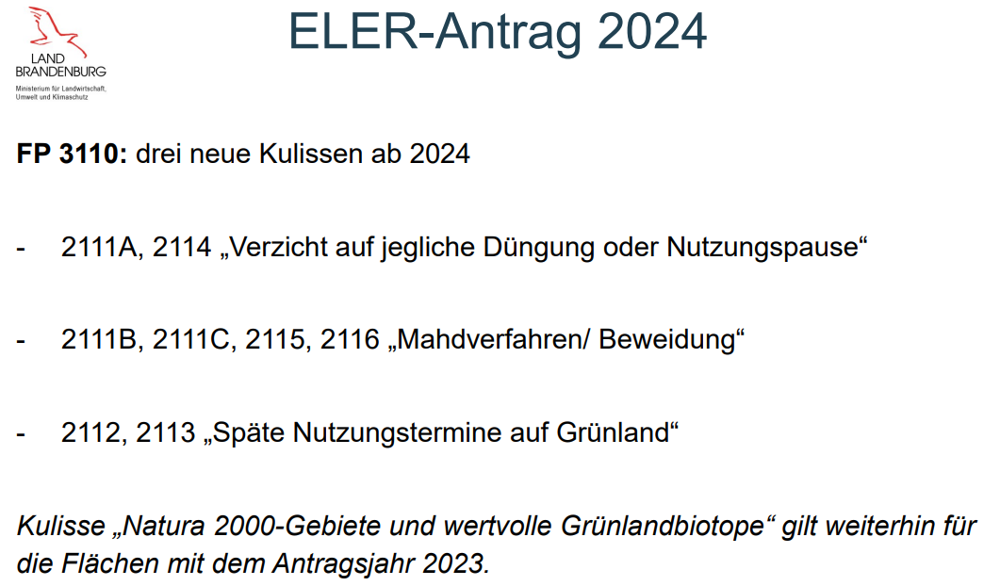 ELER-Antrag 2024
LAND
BRANDENBURG
Ministerium für Landwirtschaft,
Umwelt und Klimaschutz
FP 3110: drei neue Kulissen ab 2024
- 2111A, 2114 „Verzicht auf jegliche Düngung oder Nutzungspause“
- 2111B, 2111C, 2115, 2116 „Mahdverfahren/ Beweidung“
- 2112, 2113 „Späte Nutzungstermine auf Grünland“
Kulisse „Natura 2000-Gebiete und wertvolle Grünlandbiotope“ gilt weiterhin für
die Flächen mit dem Antragsjahr 2023.